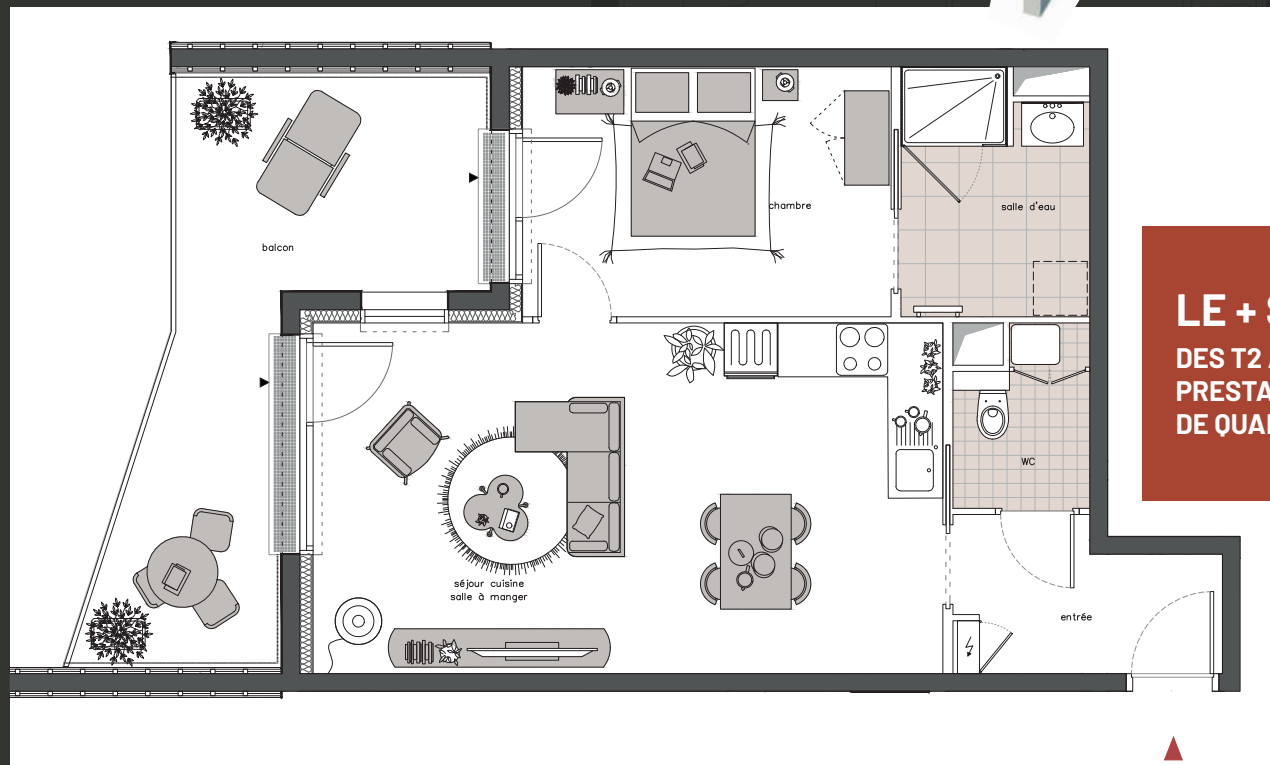 balcon
chambre
salle d'eau
LE +
DES T2
PRESTA
DE QUAL
WC
séjour cuisine
salle à manger
entrée